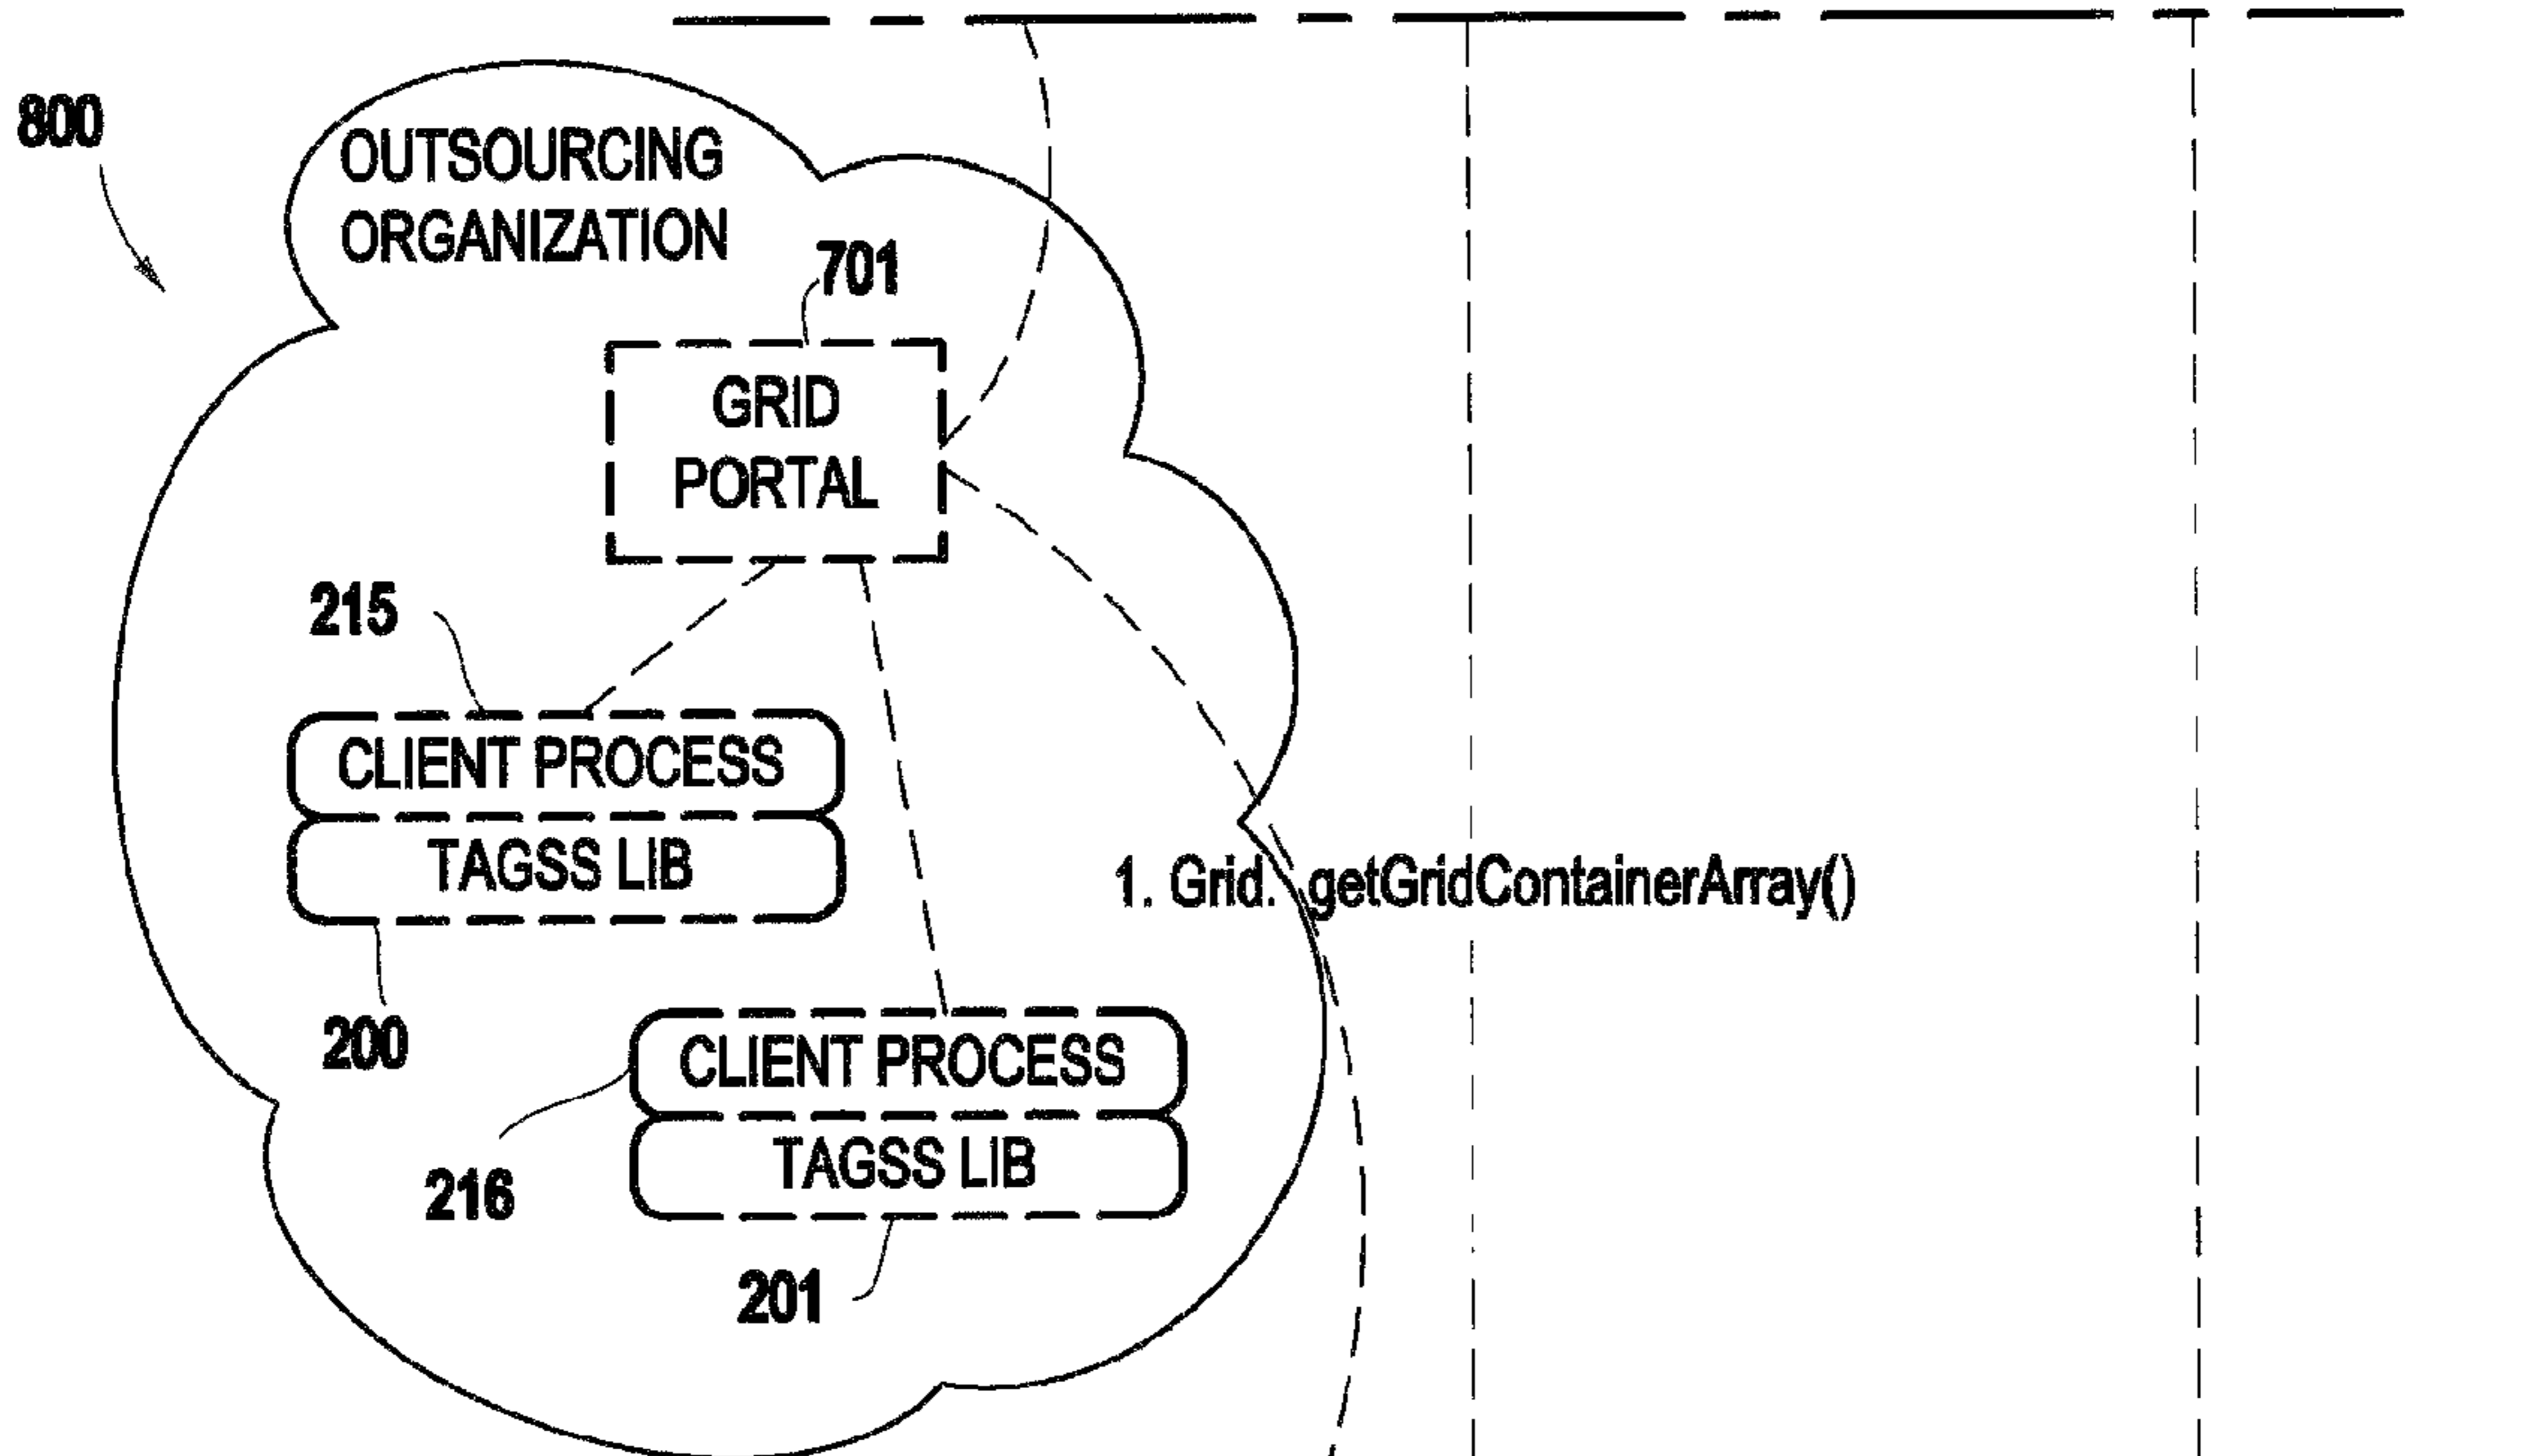 800
OUTSOURCING
ORGANIZATION
701
GRID
PORTAL
215
CLIENT PROCESS
TAGSS LIB
1. Grid. getGridContainerArray()
200
CLIENT PROCESS
TAGSS LIB
216
201